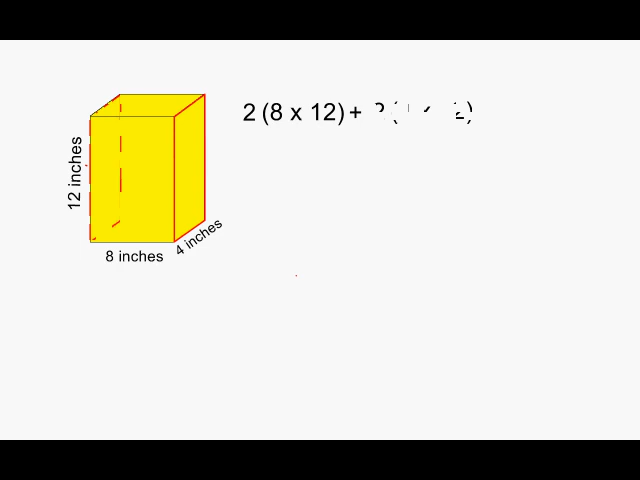 2 (8 x 12) +
12 inches
8 inches
4 inches